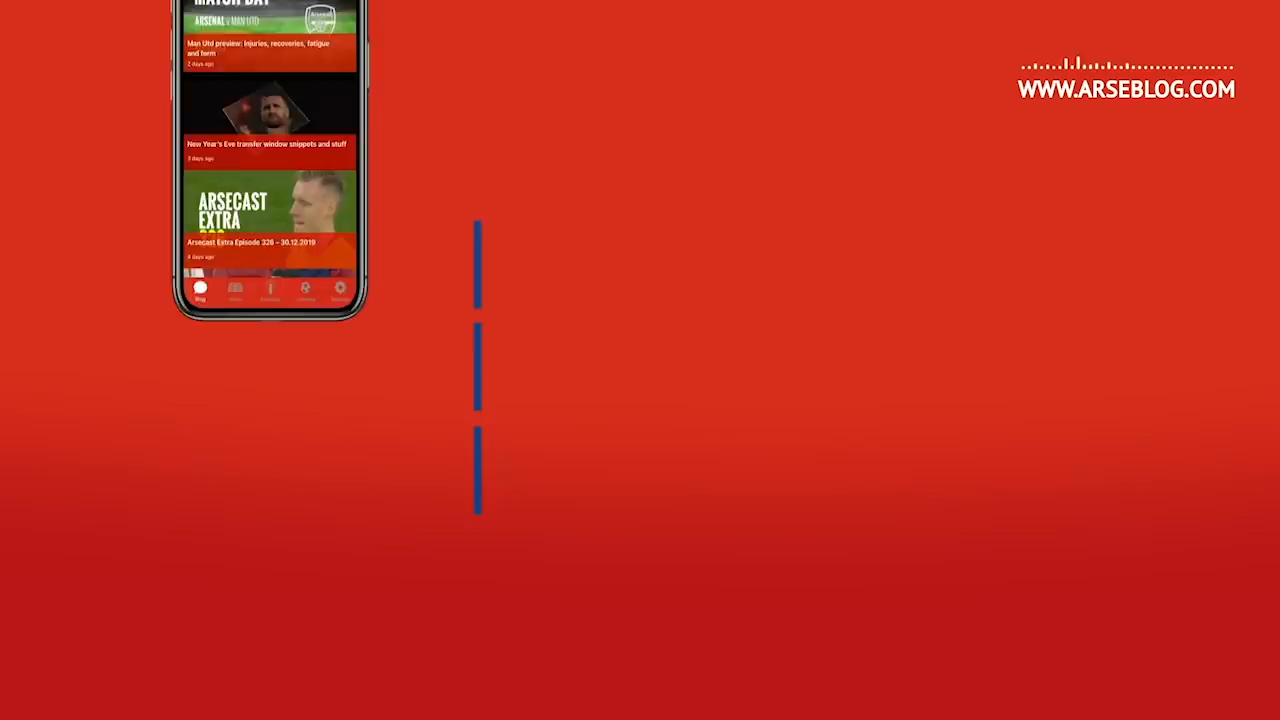 MATCH DAY
ARSENAL v MAN UTD
Arsenal
Man Utd preview: Injuries, recoveries, fatigue
and form
2 days ago
WWW.ARSEBLOG.COM
New Year's Eve transfer window snippets and stuff
3 days ago
ARSECAST
EXTRA
Arsecast Extra Episode 326 – 30.12.2019
4 days ago
Blog